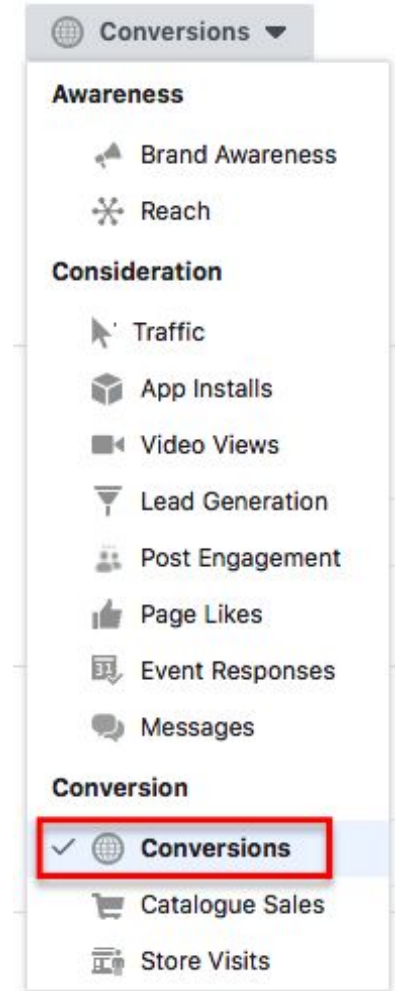 Conversions
Awareness
Brand Awareness
Reach
Consideration
Traffic
App Installs
Video Views
Lead Generation
Post Engagement
Page Likes
31
Event Responses
Messages
Conversion
Conversions
Catalogue Sales
Store Visits